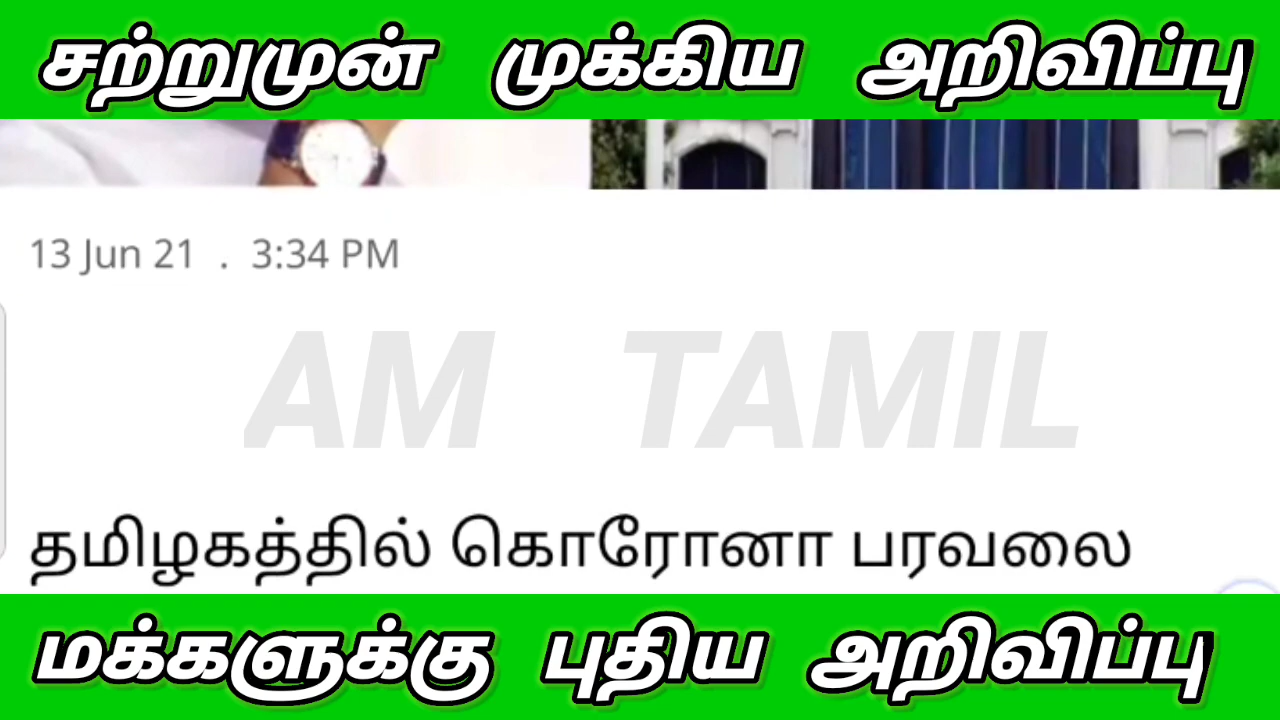 சற்றுமுன் முக்கிய அறிவிப்பு
13 Jun 21 . 3:34 PM
AM TAMIL
தமிழகத்தில் கொரோனா பரவலை
மக்களுக்கு புதிய அறிவிப்பு